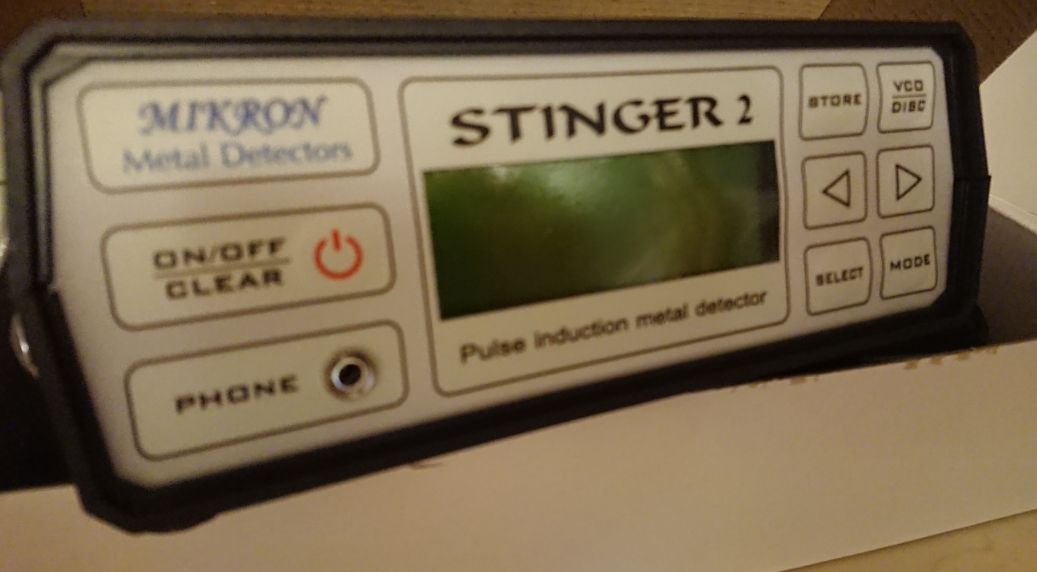 MIKRON
Metal Detectors
ON/OFF
CLEAR
PHONE
STINGER 2
Pulse induction metal detector
STORE
VCO
DISC
SELECT
MODE